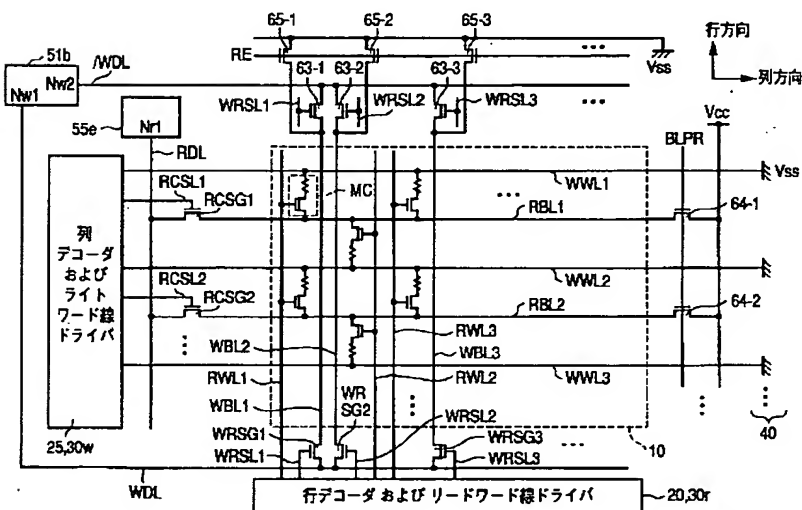 65-1
65-2
65-3
RE
Vss
行方向
列方向
51b
/WDL
Nw2
Nw1
63-1
63-2
63-3
WRSL1
WRSL2
WRSL3
55e
Nr1
RDL
Vcc
BLPR
Vss
MC
WWL1
RCSL1
RCSG1
RBL1
64-1
列
デコーダ
および
ライト
ワード線
ドライバ
RCSL2
RCSG2
WWL2
RBL2
64-2
WBL2
RWL3
WBL3
RWL1
WBL1
WR
SG2
RWL2
WWL3
WRSG1
WRSL1
WRSL2
WRSG3
WRSL3
10
40
25,30w
WDL
行デコーダ および リードワード線ドライバ
20,30r